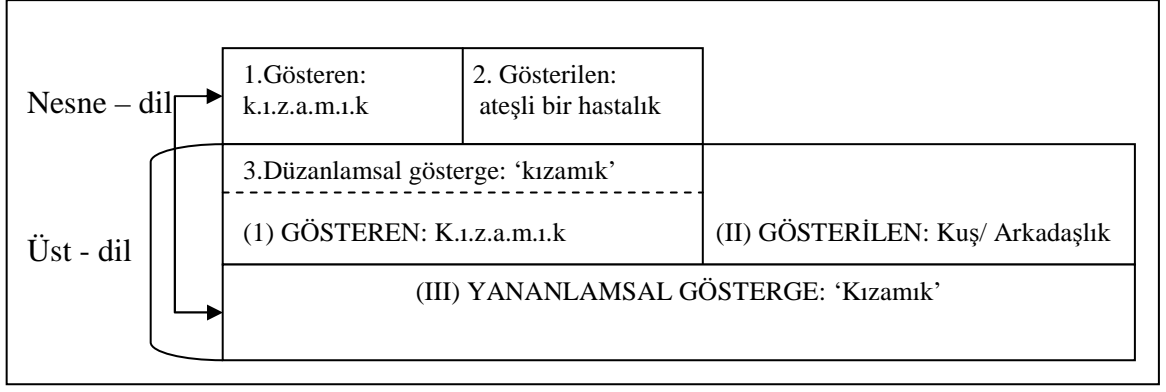 1.Gösteren:
k.ı.z.a.m.ı.k
2. Gösterilen:
ateşli bir hastalık
Nesne – dil
3.Düzanlamsal gösterge: ‘kızamık’
(1) GÖSTEREN: K.ı.z.a.m.ı.k
(II) GÖSTERİLEN: Kuş/ Arkadaşlık
Üst - dil
(III) YANANLAMSAL GÖSTERGE: ‘Kızamık’